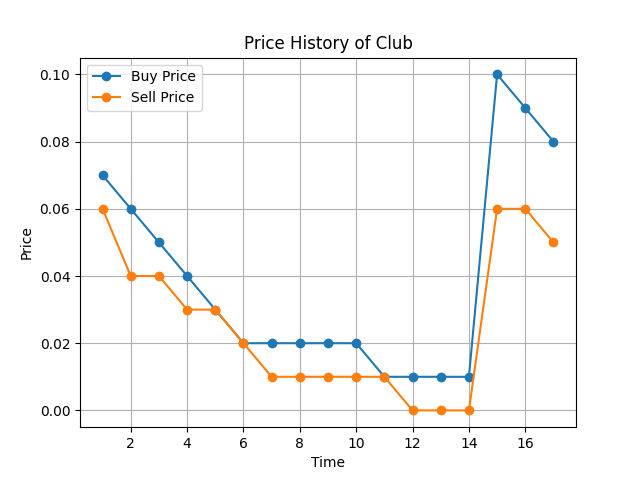 Price History of Club
Buy Price
Sell Price
0.10
0.08
0.06
0.04
0.02
0.00
Price
2 4 6 8 10 12 14 16
Time